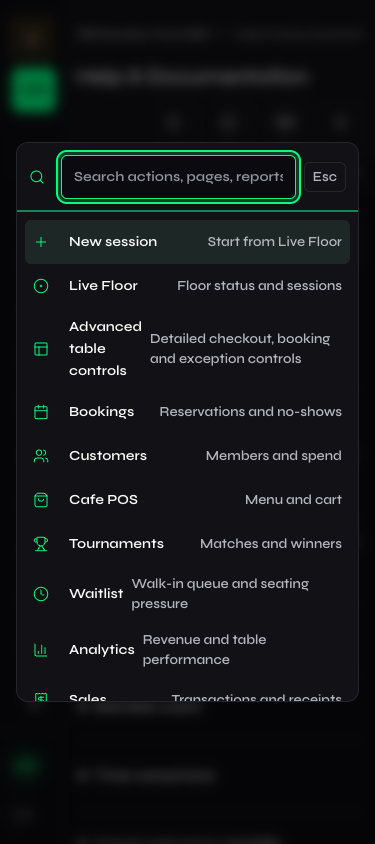 Help & Documentation
Search actions, pages, reports
Esc
New session Start from Live Floor
Live Floor Floor status and sessions
Advanced
table
controls
Detailed checkout, booking
and exception controls
Bookings Reservations and no-shows
Customers Members and spend
Cafe POS Menu and cart
Tournaments Matches and winners
Waitlist
Walk-in queue and seating
pressure
Analytics
Revenue and table
performance
Sales Transactions and receipts